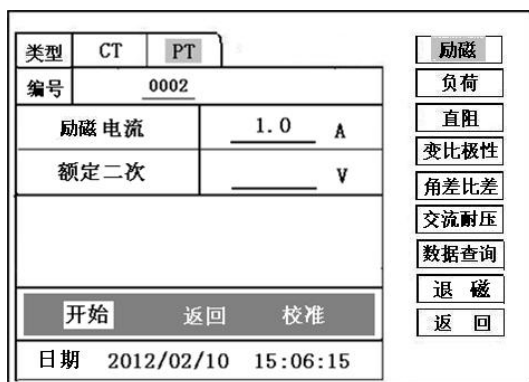 类型 CT PT
编号 0002
励磁电流 1.0 A
额定二次 V
开始 返回 校准
日期 2012/02/10 15:06:15
励磁
负荷
直阻
变比极性
角差比差
交流耐压
数据查询
退 磁
返 回